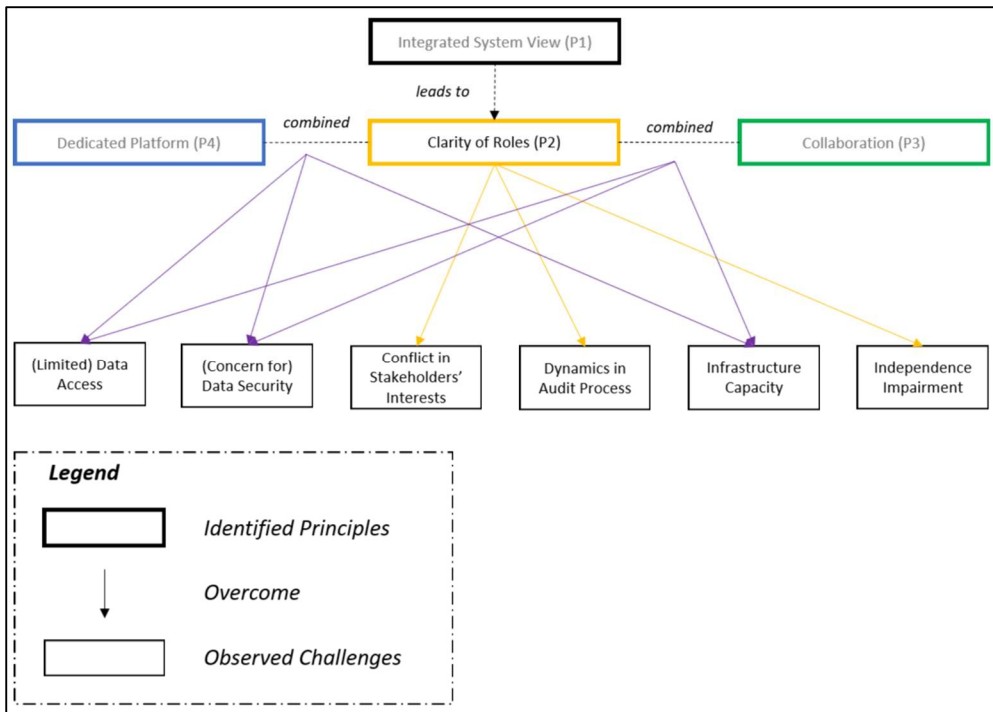 Integrated System View (P1)
leads to
Dedicated Platform (P4)
combined
Clarity of Roles (P2)
combined
Collaboration (P3)
(Limited) Data
Access
(Concern for)
Data Security
Conflict in
Stakeholders'
Interests
Dynamics in
Audit Process
Infrastructure
Capacity
Independence
Impairment
Legend
Identified Principles
Overcome
Observed Challenges